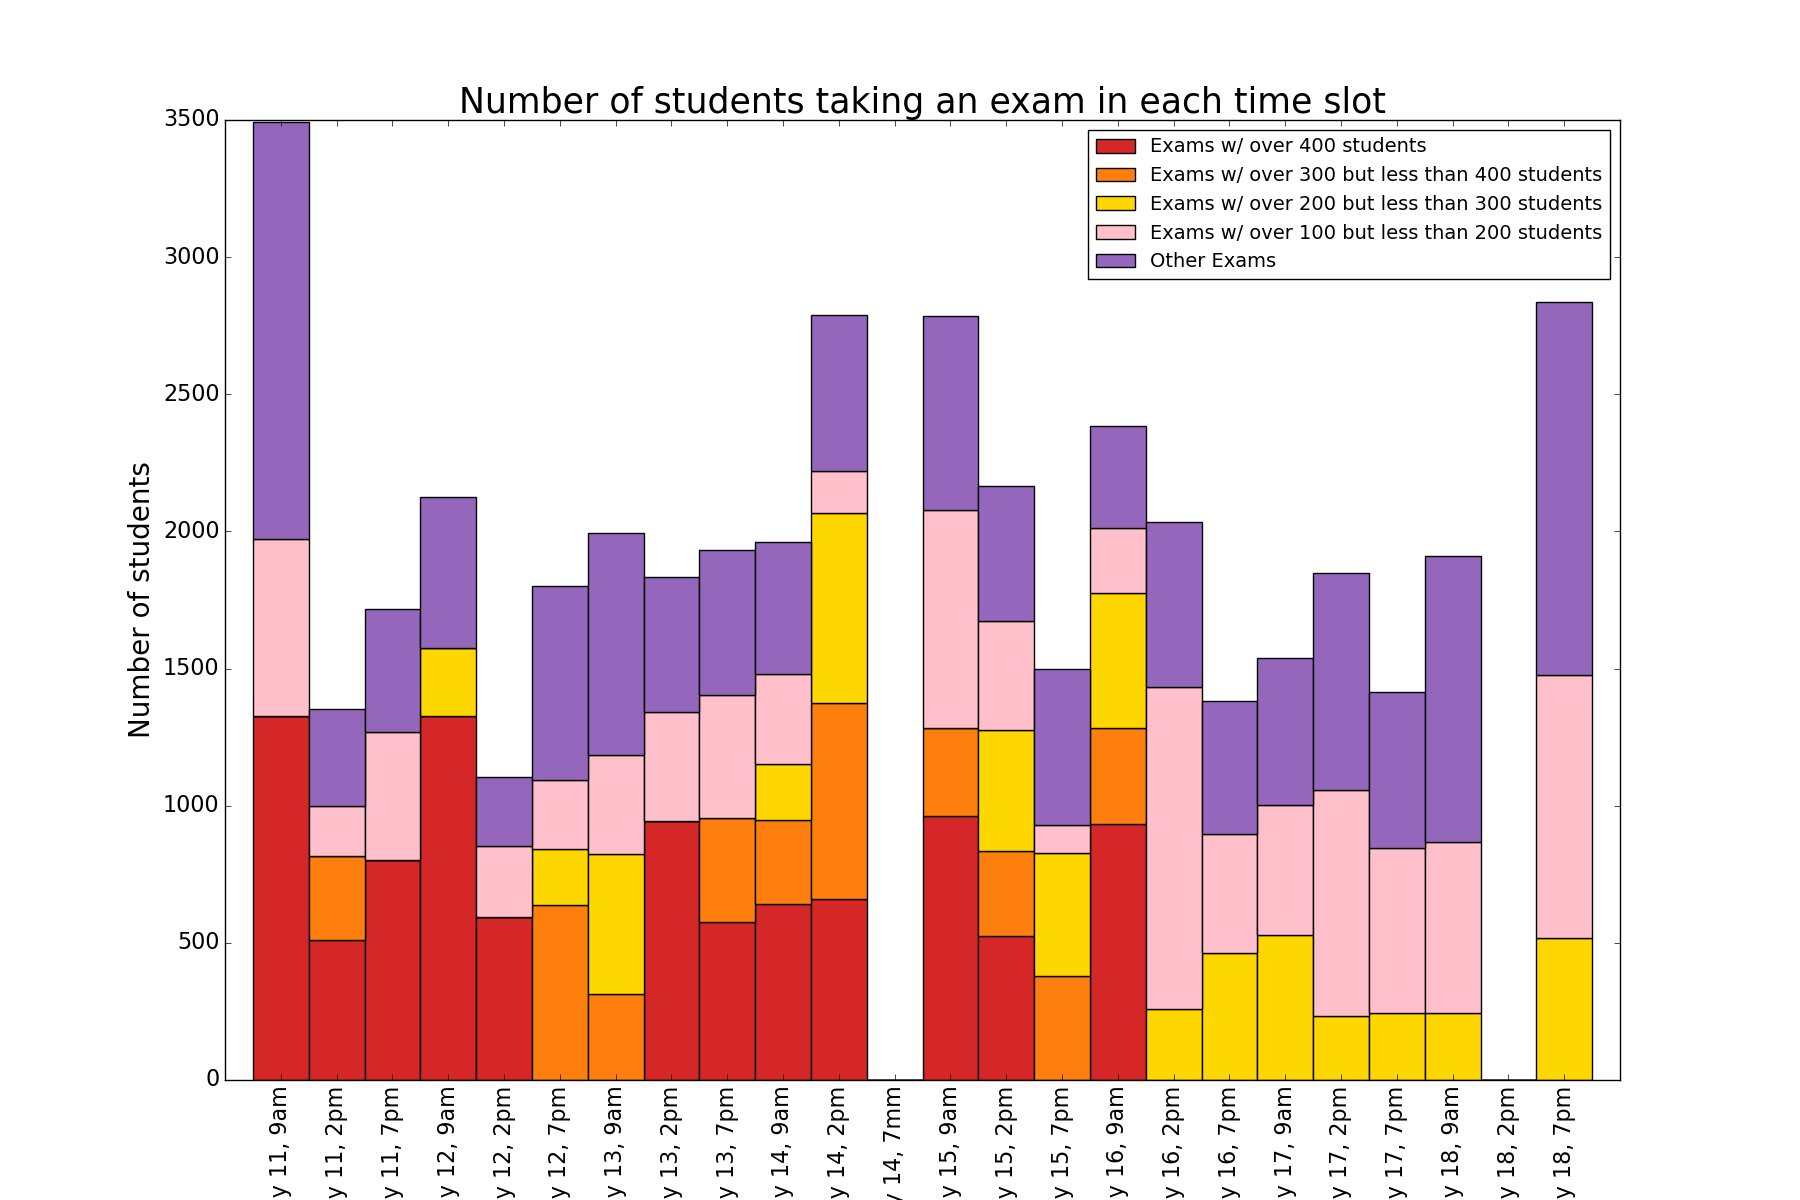 Number of students taking an exam in each time slot
Number of students
3500
3000
2500
2000
1500
1000
500
0
Exams w/ over 400 students
Exams w/ over 300 but less than 400 students
Exams w/ over 200 but less than 300 students
Exams w/ over 100 but less than 200 students
Other Exams
y 11, 9am
y 11, 2pm
y 11, 7pm
y 12, 9am
y 12, 2pm
y 12, 7pm
y 13, 9am
y 13, 2pm
y 13, 7pm
y 14, 9am
y 14, 2pm
y 14, 7mm
y 15, 9am
y 15, 2pm
y 15, 7pm
y 16, 9am
y 16, 2pm
y 16, 7pm
y 17, 9am
y 17, 2pm
y 17, 7pm
y 18, 9am
y 18, 2pm
y 18, 7pm